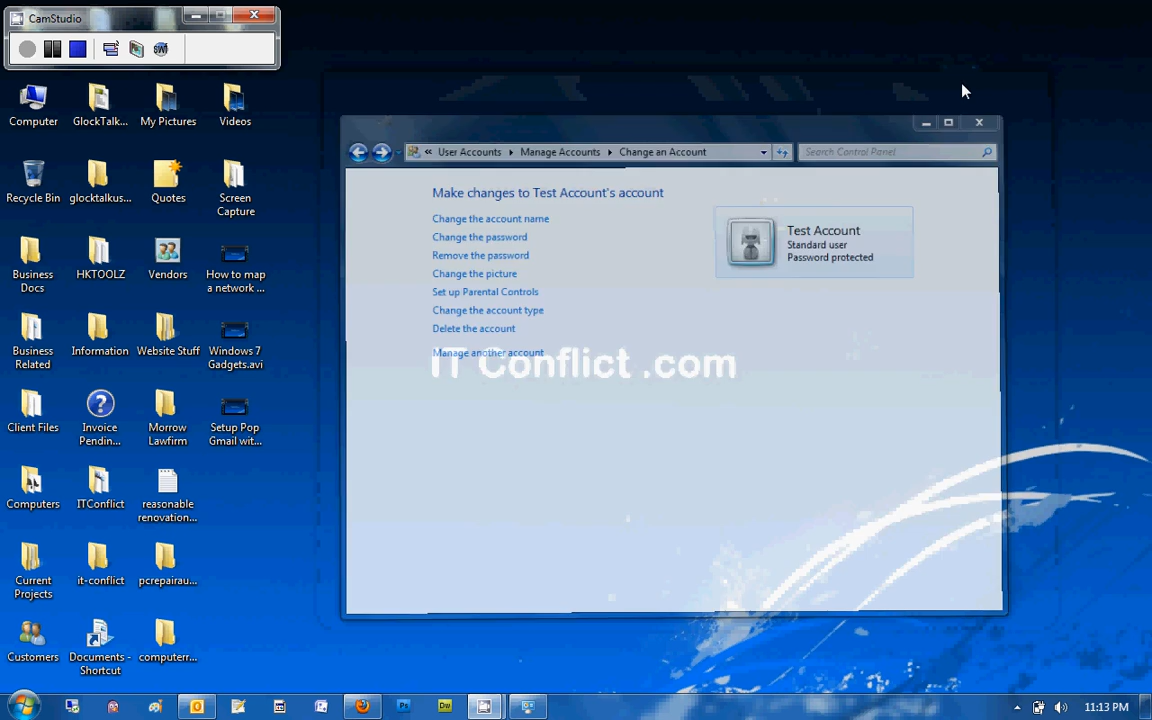 CamStudio
Computer
GlockTalk...
My Pictures
Videos
Recycle Bin
glocktalkus...
Quotes
Screen
Capture
Business
Docs
HKTOOLZ
Vendors
How to map
a network ...
Business
Related
Information
Website Stuff
Windows 7
Gadgets.avi
Client Files
Invoice
Pendin...
Morrow
Lawfirm
Setup Pop
Gmail wit...
Computers
ITConflict
reasonable
renovation...
Current
Projects
it-conflict
pcrepairau...
Customers
Documents -
Shortcut
computerr...
« User Accounts Manage Accounts Change an Account
Search Control Panel
Make changes to Test Account's account
Change the account name
Change the password
Remove the password
Change the picture
Set up Parental Controls
Change the account type
Delete the account
Manage another account
Test Account
Standard user
Password protected
IT Conflict .com
Ps
Dw
11:13 PM